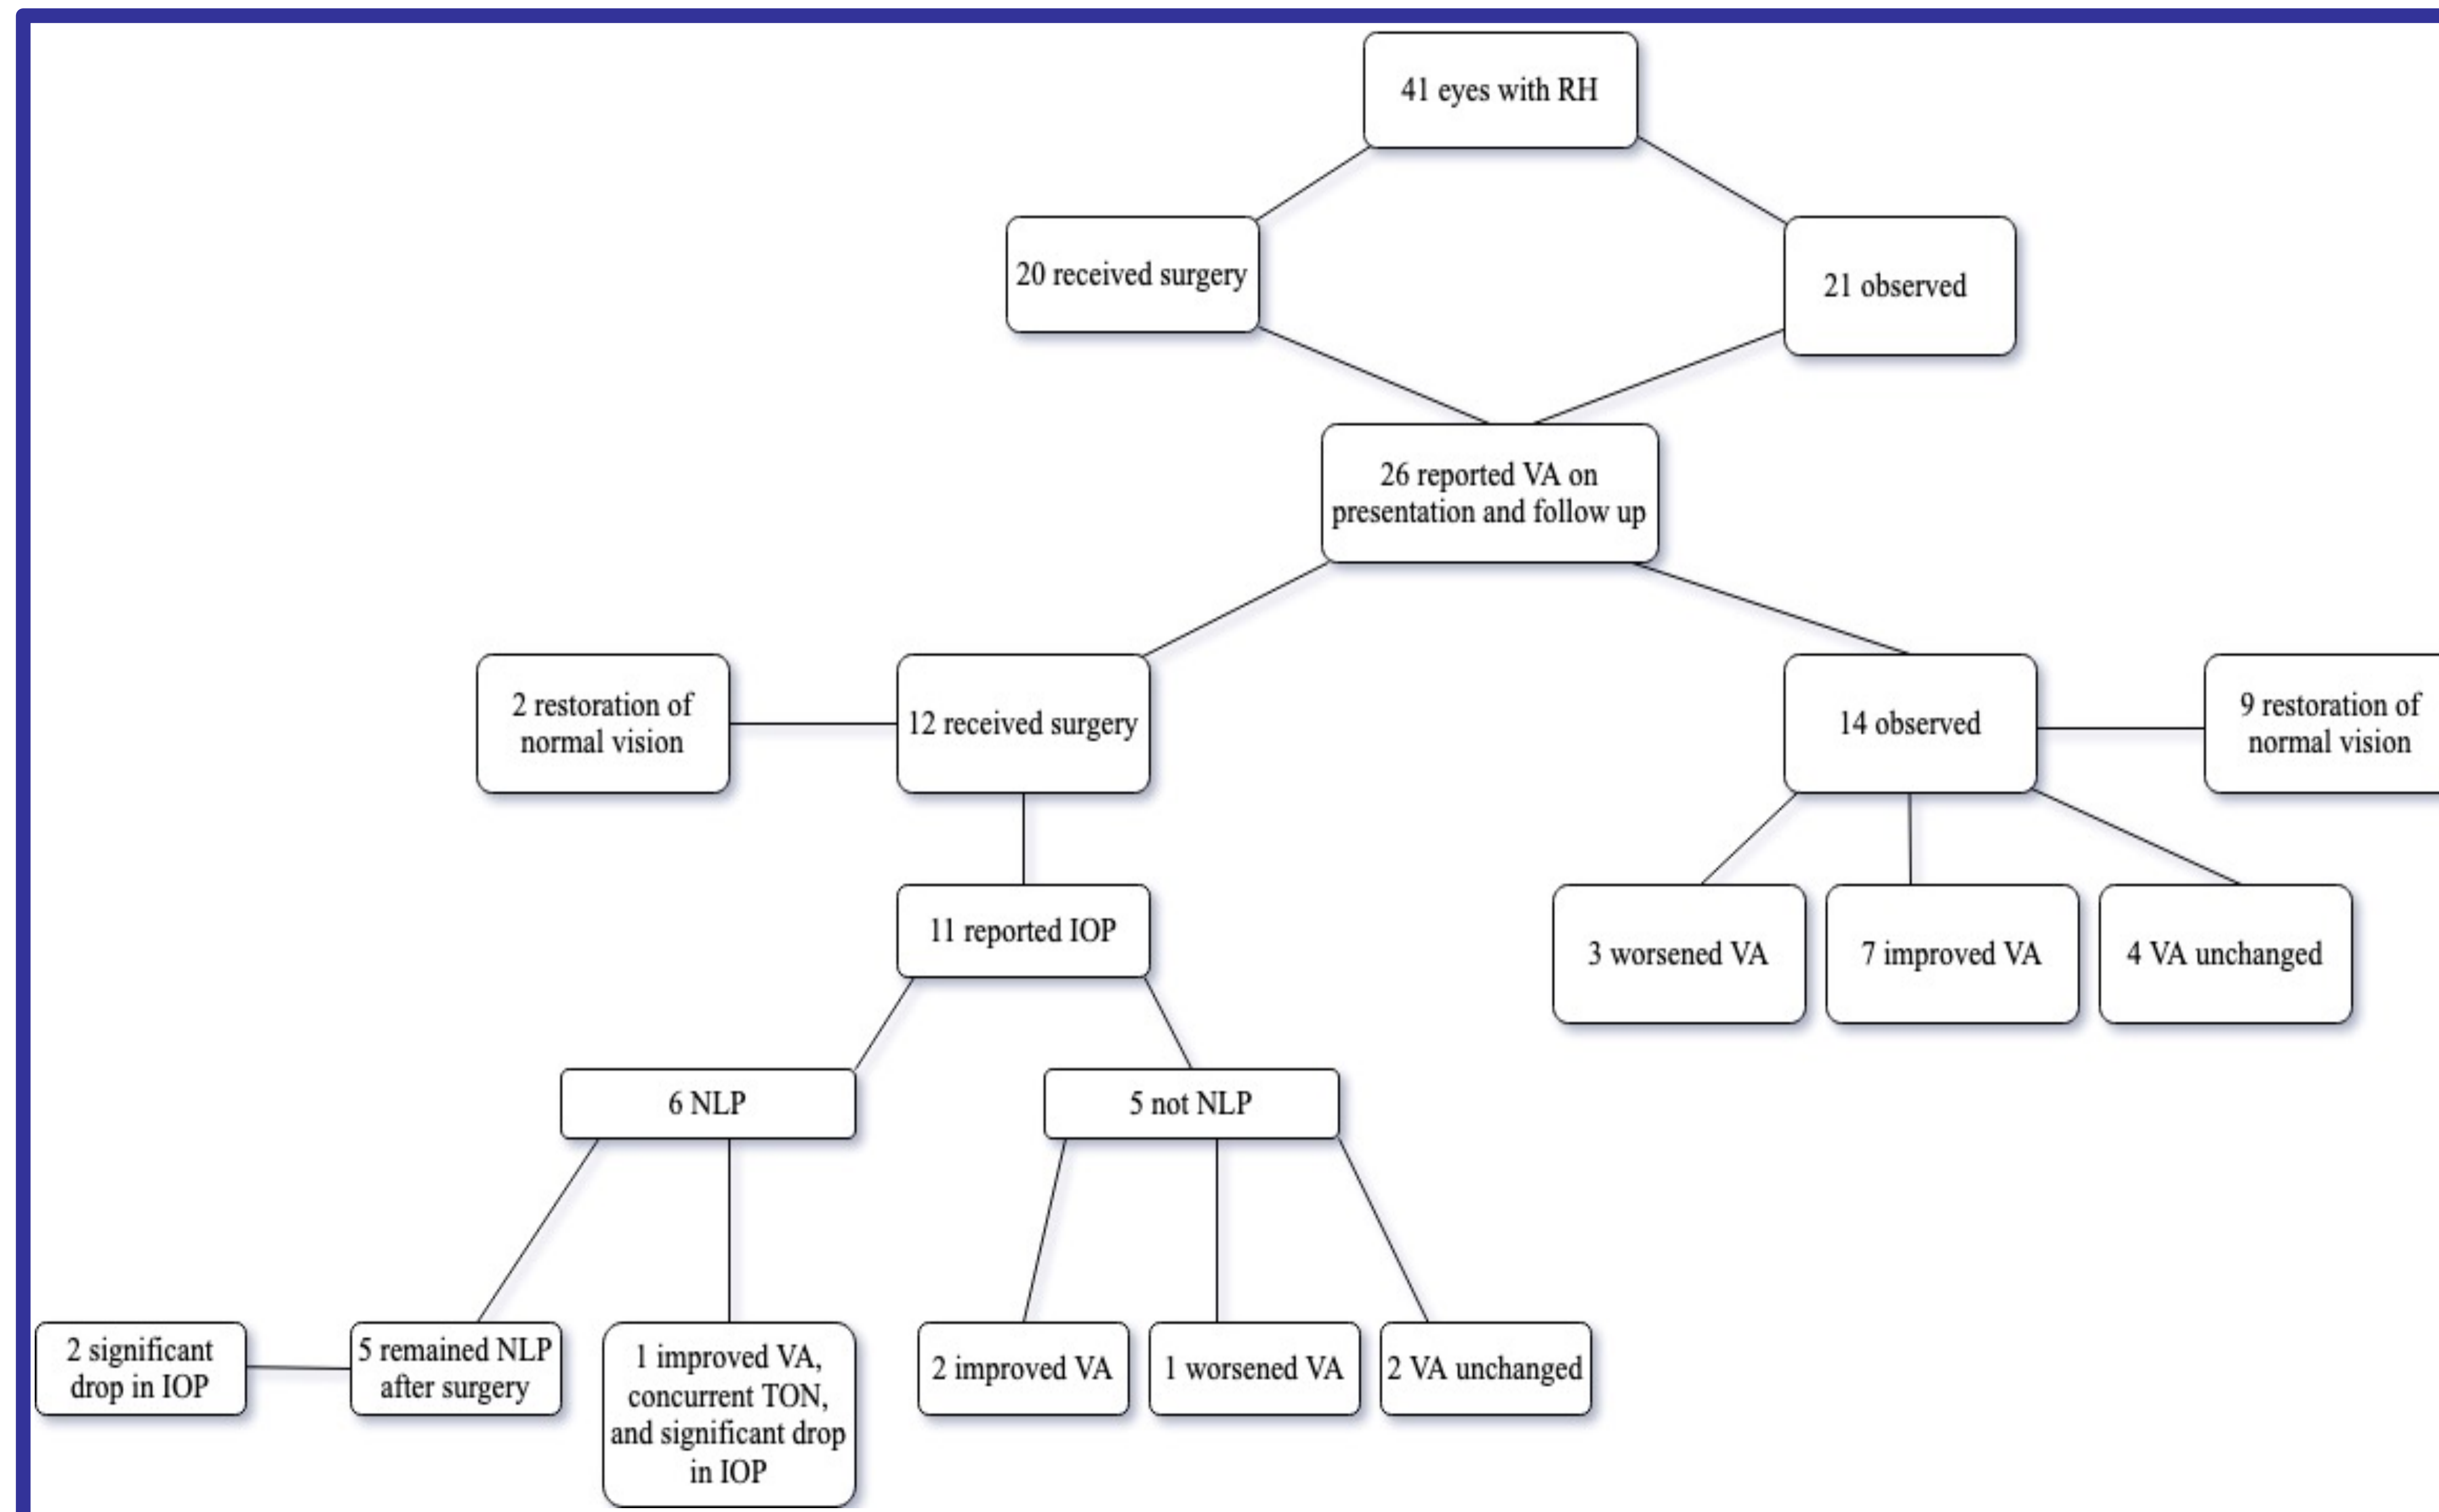 41 eyes with RH
20 received surgery
21 observed
26 reported VA on
presentation and follow up
2 restoration of
normal vision
12 received surgery
14 observed
9 restoration of
normal vision
11 reported IOP
3 worsened VA
7 improved VA
4 VA unchanged
6 NLP
5 not NLP
2 significant
drop in IOP
5 remained NLP
after surgery
1 improved VA,
concurrent TON,
and significant drop
in IOP
2 improved VA
1 worsened VA
2 VA unchanged